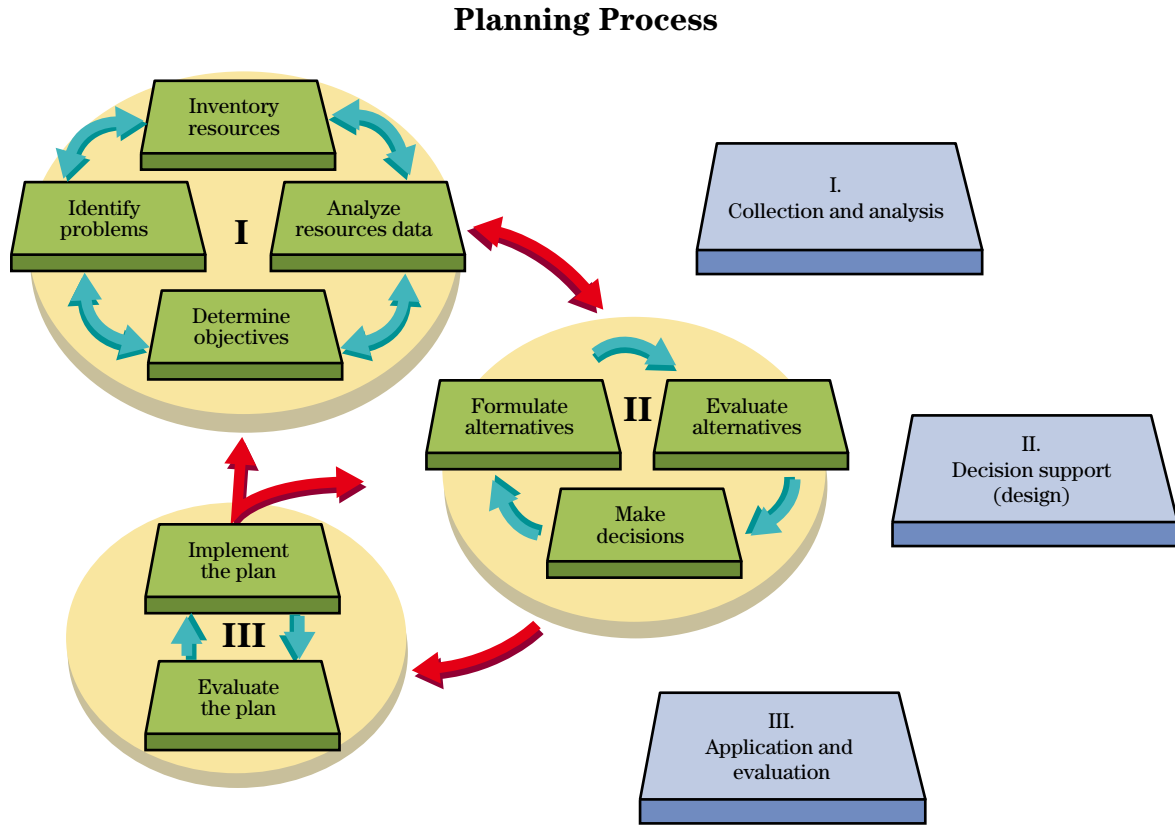 Planning Process
Inventory
resources
Identify
problems
I
Analyze
resources data
Determine
objectives
I.
Collection and analysis
Formulate
alternatives
II
Evaluate
alternatives
Make
decisions
II.
Decision support
(design)
Implement
the plan
III
Evaluate
the plan
III.
Application and
evaluation